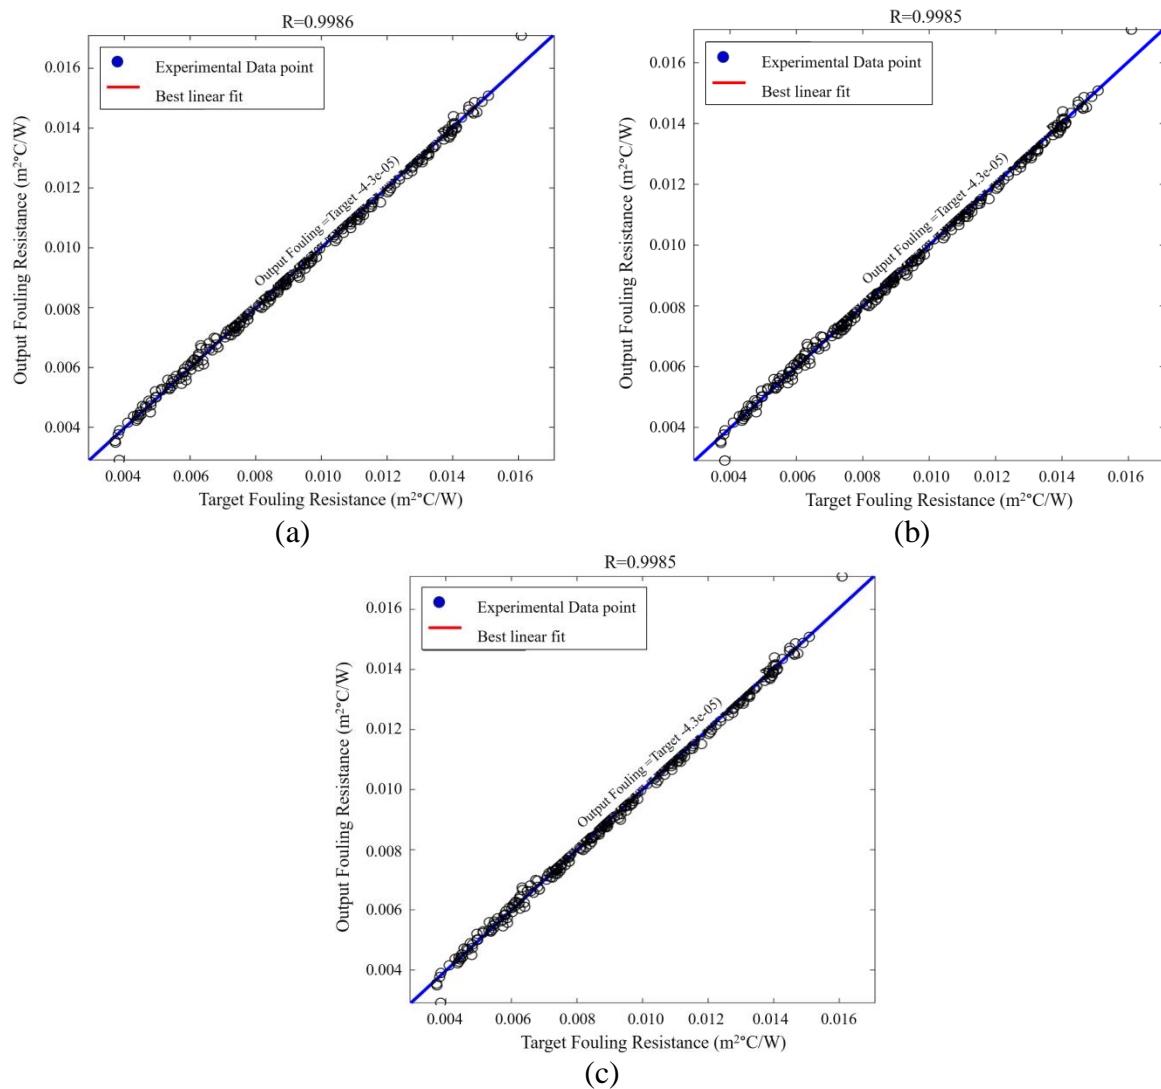 R=0.9986
0.016
0.014
0.012
0.010
0.008
0.006
0.004
Output Fouling Resistance (m²°C/W)
Experimental Data point
Best linear fit
Output Fouling =Target -4-3e-05)
0.004 0.006 0.008 0.010 0.012 0.014 0.016
Target Fouling Resistance (m²°C/W)
(a)
R=0.9985
0.016
0.014
0.012
0.010
0.008
0.006
0.004
Output Fouling Resistance (m²°C/W)
Experimental Data point
Best linear fit
Output Fouling =Target -4.3e-05)
0.004 0.006 0.008 0.010 0.012 0.014 0.016
Target Fouling Resistance (m²°C/W)
(b)
R=0.9985
0.016
0.014
0.012
0.010
0.008
0.006
0.004
Output Fouling Resistance (m²°C/W)
Experimental Data point
Best linear fit
Output Fouling =Target -4.3e-05)
0.004 0.006 0.008 0.010 0.012 0.014 0.016
Target Fouling Resistance (m²°C/W)
(c)